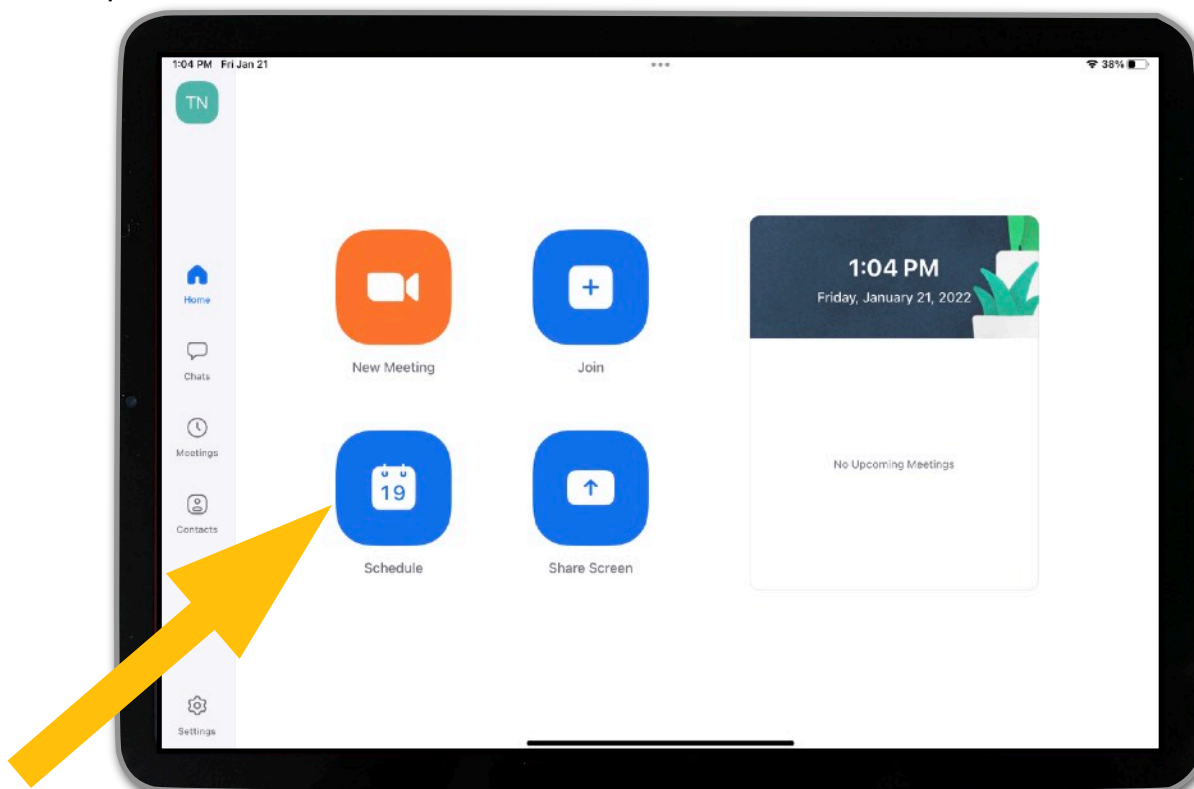 1:04 PM Fri Jan 21
38%
TN
Home
Chats
Meetings
Contacts
Settings
New Meeting
Join
19
Schedule
Share Screen
1:04 PM
Friday, January 21, 2022
No Upcoming Meetings